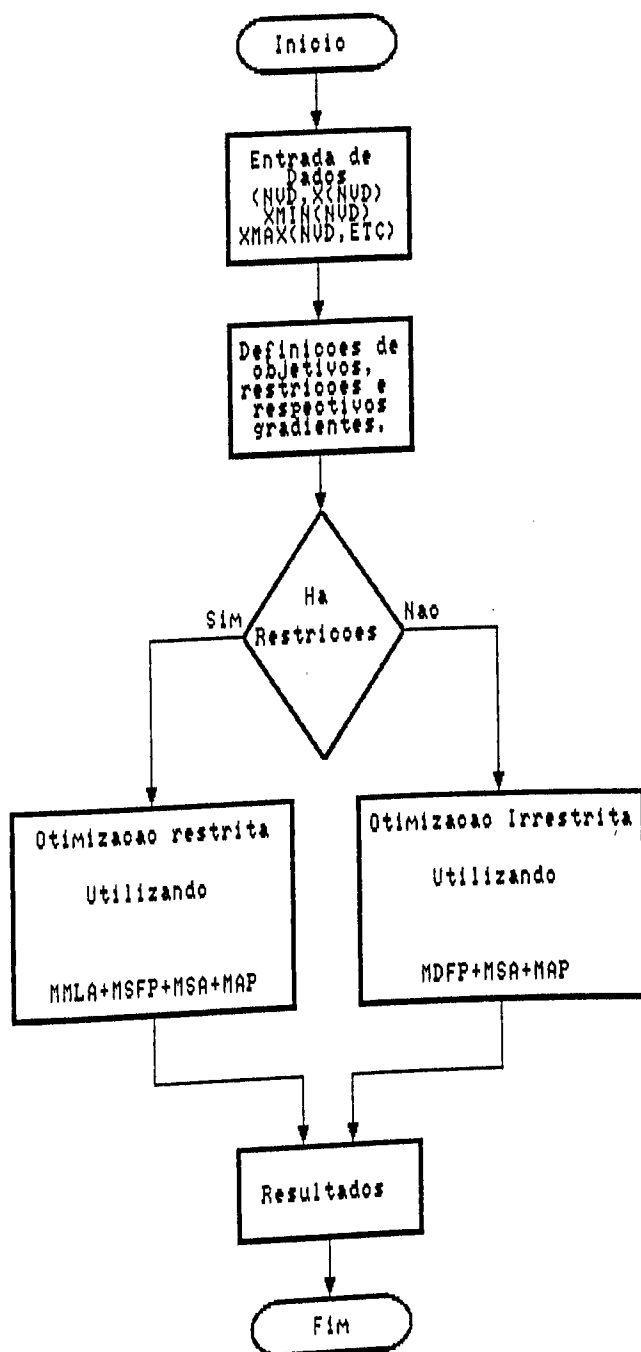 Inicio
Entrada de
Dados
(NVD,X(NVD)
XMIN(NVD)
XMAX(NVD,ETC)
Definicoes de
objetivos,
restricoes e
respectivos
gradientes.
Ha
Restricoes
Sim
Nao
Otimizacao restrita
Utilizando
MMLA+MSFP+MSA+MAP
Otimizacao Irrestrita
Utilizando
MDFP+MSA+MAP
Resultados
Fim